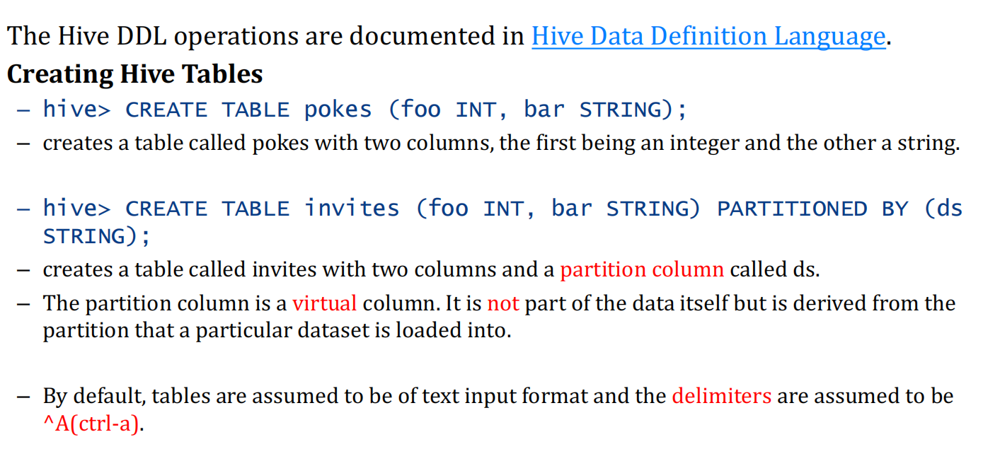 The Hive DDL operations are documented in Hive Data Definition Language.
Creating Hive Tables
– hive> CREATE TABLE pokes (foo INT, bar STRING);
– creates a table called pokes with two columns, the first being an integer and the other a string.
– hive> CREATE TABLE invites (foo INT, bar STRING) PARTITIONED BY (ds
STRING);
– creates a table called invites with two columns and a partition column called ds.
– The partition column is a virtual column. It is not part of the data itself but is derived from the
partition that a particular dataset is loaded into.
– By default, tables are assumed to be of text input format and the delimiters are assumed to be
^A(ctrl-a).